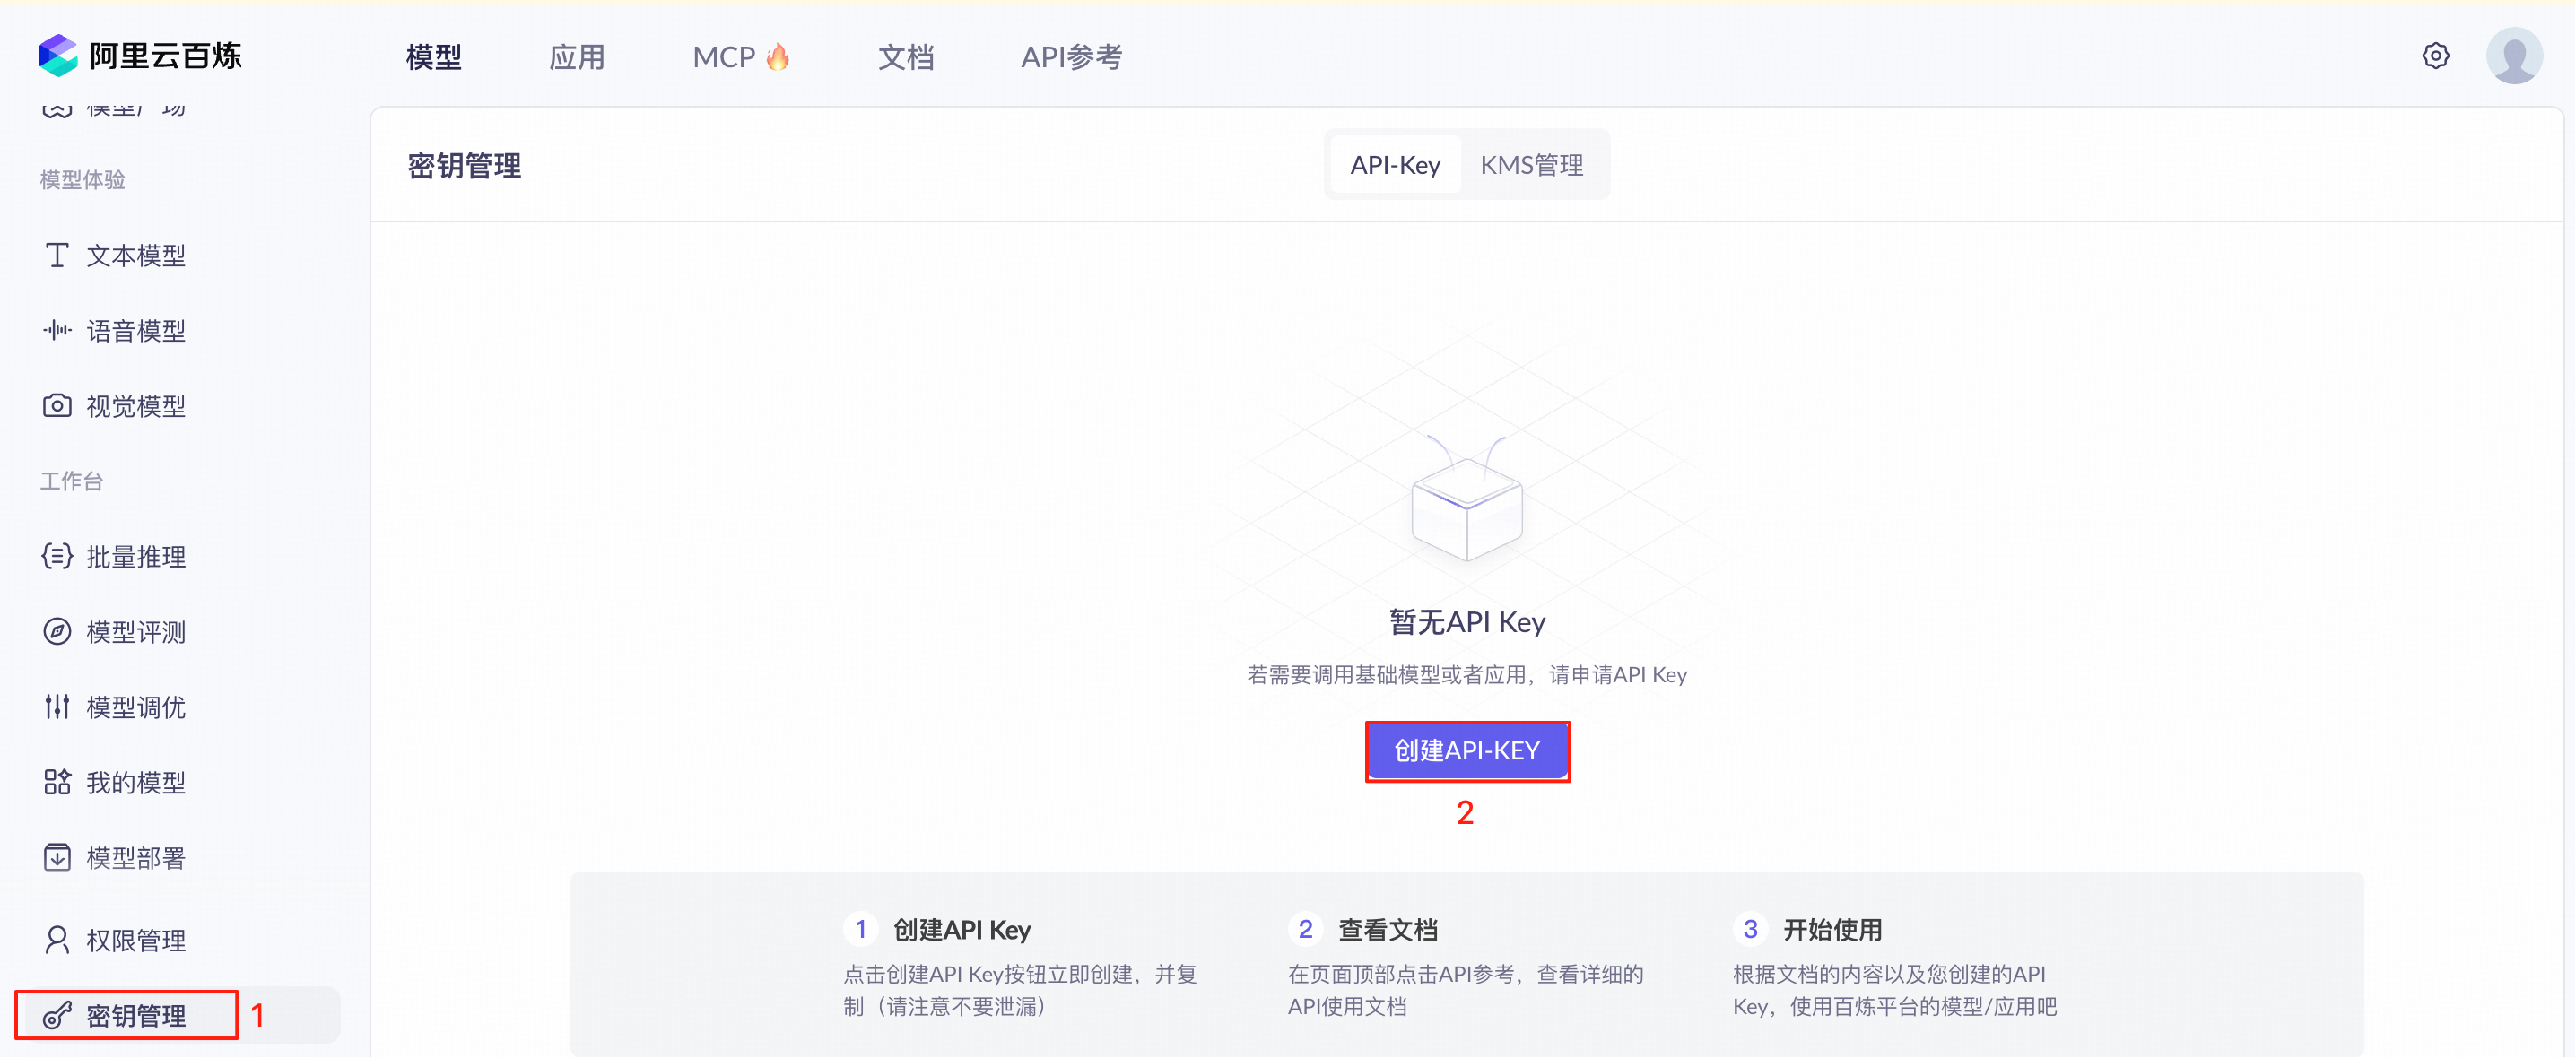 阿里云百炼
模型
应用
MCP
文档
API参考
模型广场
模型体验
文本模型
语音模型
视觉模型
工作台
批量推理
模型评测
模型调优
我的模型
模型部署
权限管理
密钥管理
1
密钥管理
API-Key
KMS管理
暂无API Key
若需要调用基础模型或者应用，请申请API Key
创建API-KEY
2
1 创建API Key
点击创建API Key按钮立即创建，并复
制（请注意不要泄漏）
2 查看文档
在页面顶部点击API参考，查看详细的
API使用文档
3 开始使用
根据文档的内容以及您创建的API
Key，使用百炼平台的模型/应用吧